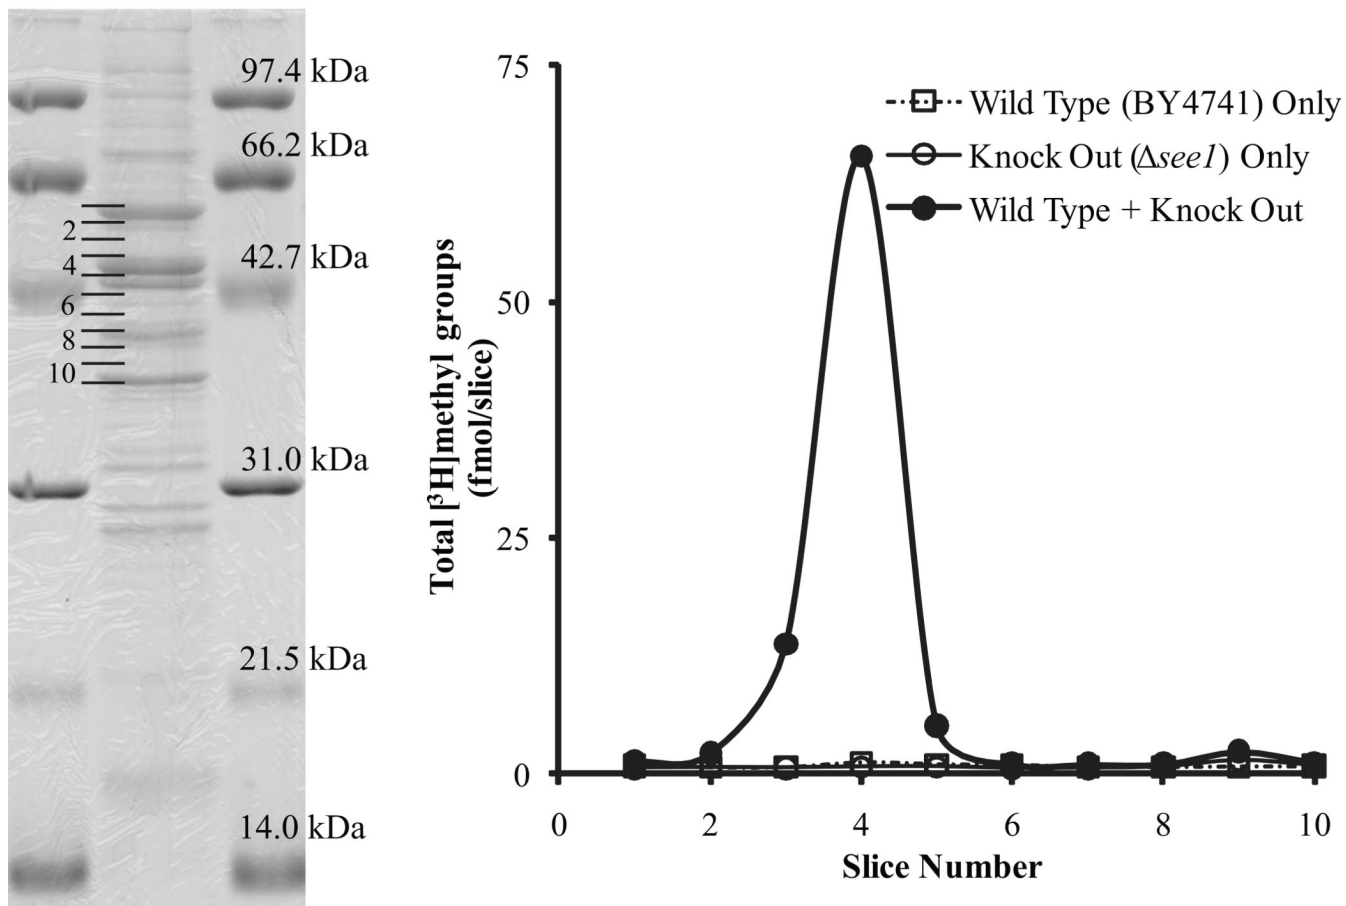 97.4 kDa
66.2 kDa
42.7 kDa
31.0 kDa
21.5 kDa
14.0 kDa
2
4
6
8
10
Total [³H]methyl groups
(fmol/slice)
75
50
25
0
0 2 4 6 8 10
Slice Number
Wild Type (BY4741) Only
Knock Out (Δsee1) Only
Wild Type + Knock Out